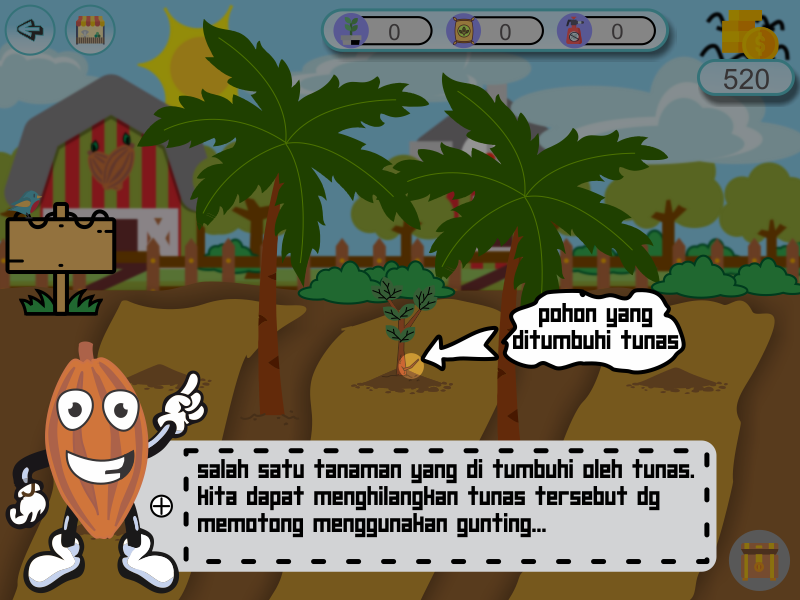 0
0
0
520
pohon yang
ditumbuhi tunas
salah satu tanaman yang di tumbuhi oleh tunas.
kita dapat menghilangkan tunas tersebut dg
memotong menggunakan gunting...